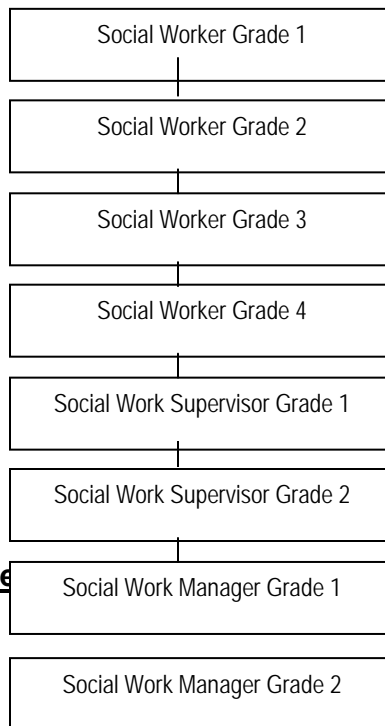 Social Worker Grade 1
Social Worker Grade 2
Social Worker Grade 3
Social Worker Grade 4
Social Work Supervisor Grade 1
Social Work Supervisor Grade 2
Social Work Manager Grade 1
Social Work Manager Grade 2